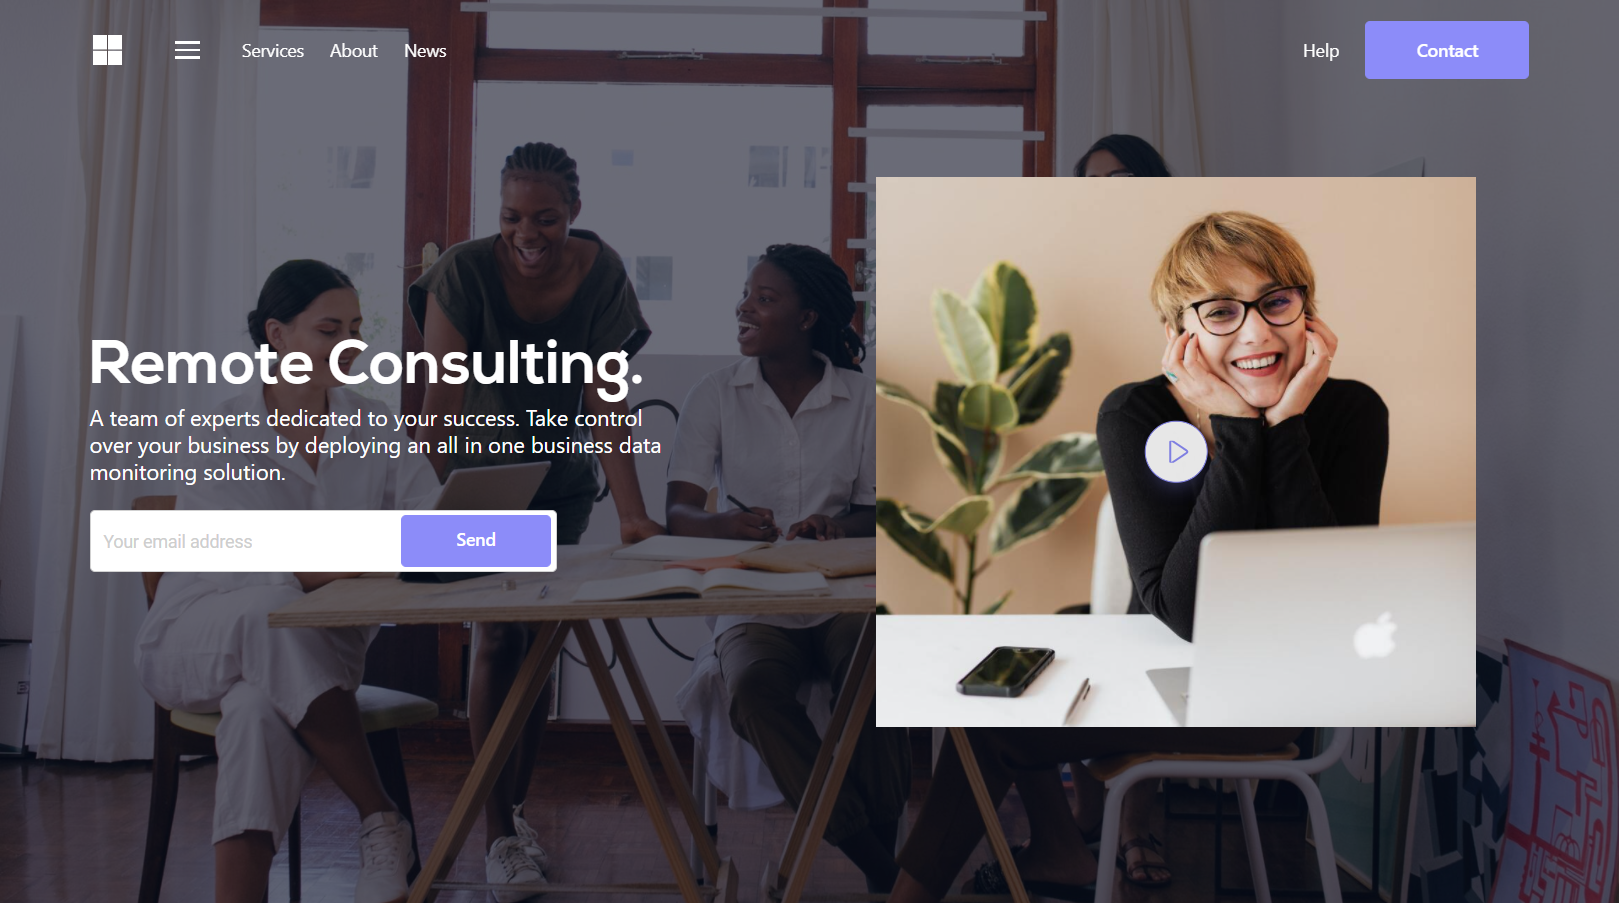 Services About News Help Contact
Remote Consulting.
A team of experts dedicated to your success. Take control
over your business by deploying an all in one business data
monitoring solution.
Your email address Send